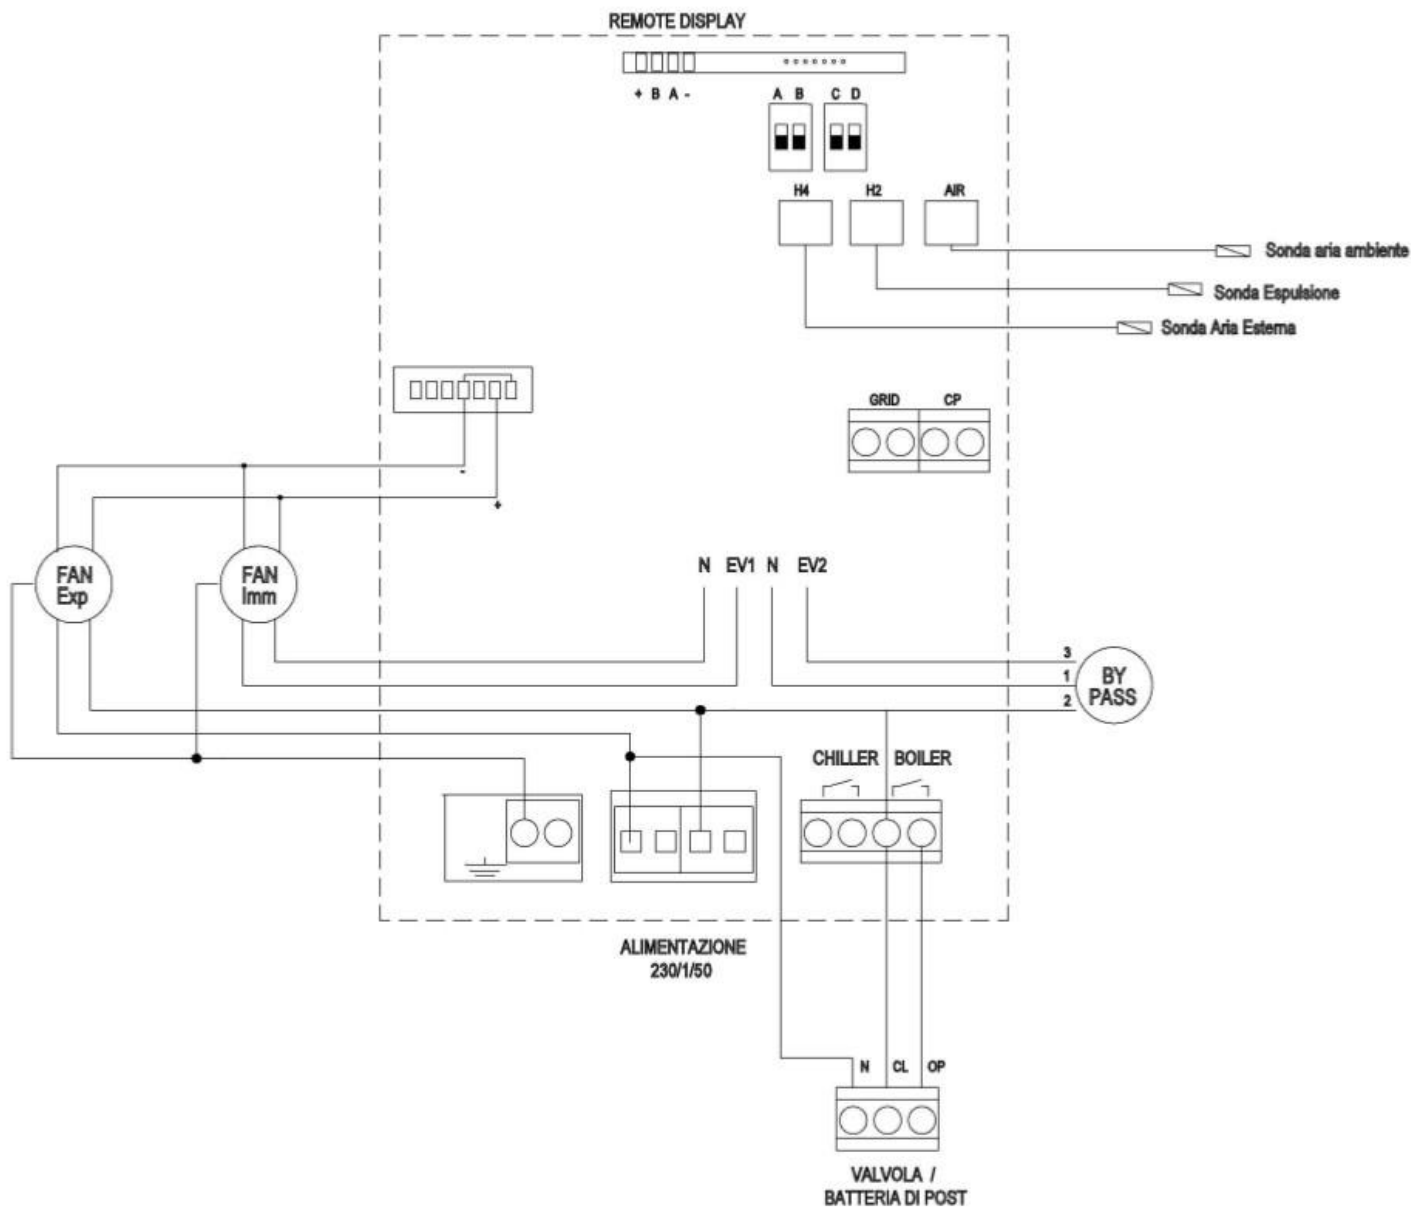 REMOTE DISPLAY
+ B A -
A B C D
H4 H2 AIR
Sonda aria ambiente
Sonda Espulsione
Sonda Aria Esterna
GRID CP
-
+
FAN
Exp
FAN
Imm
N EV1 N EV2
3
1
2
BY
PASS
CHILLER BOILER
ALIMENTAZIONE
230/1/50
N CL OP
VALVOLA /
BATTERIA DI POST